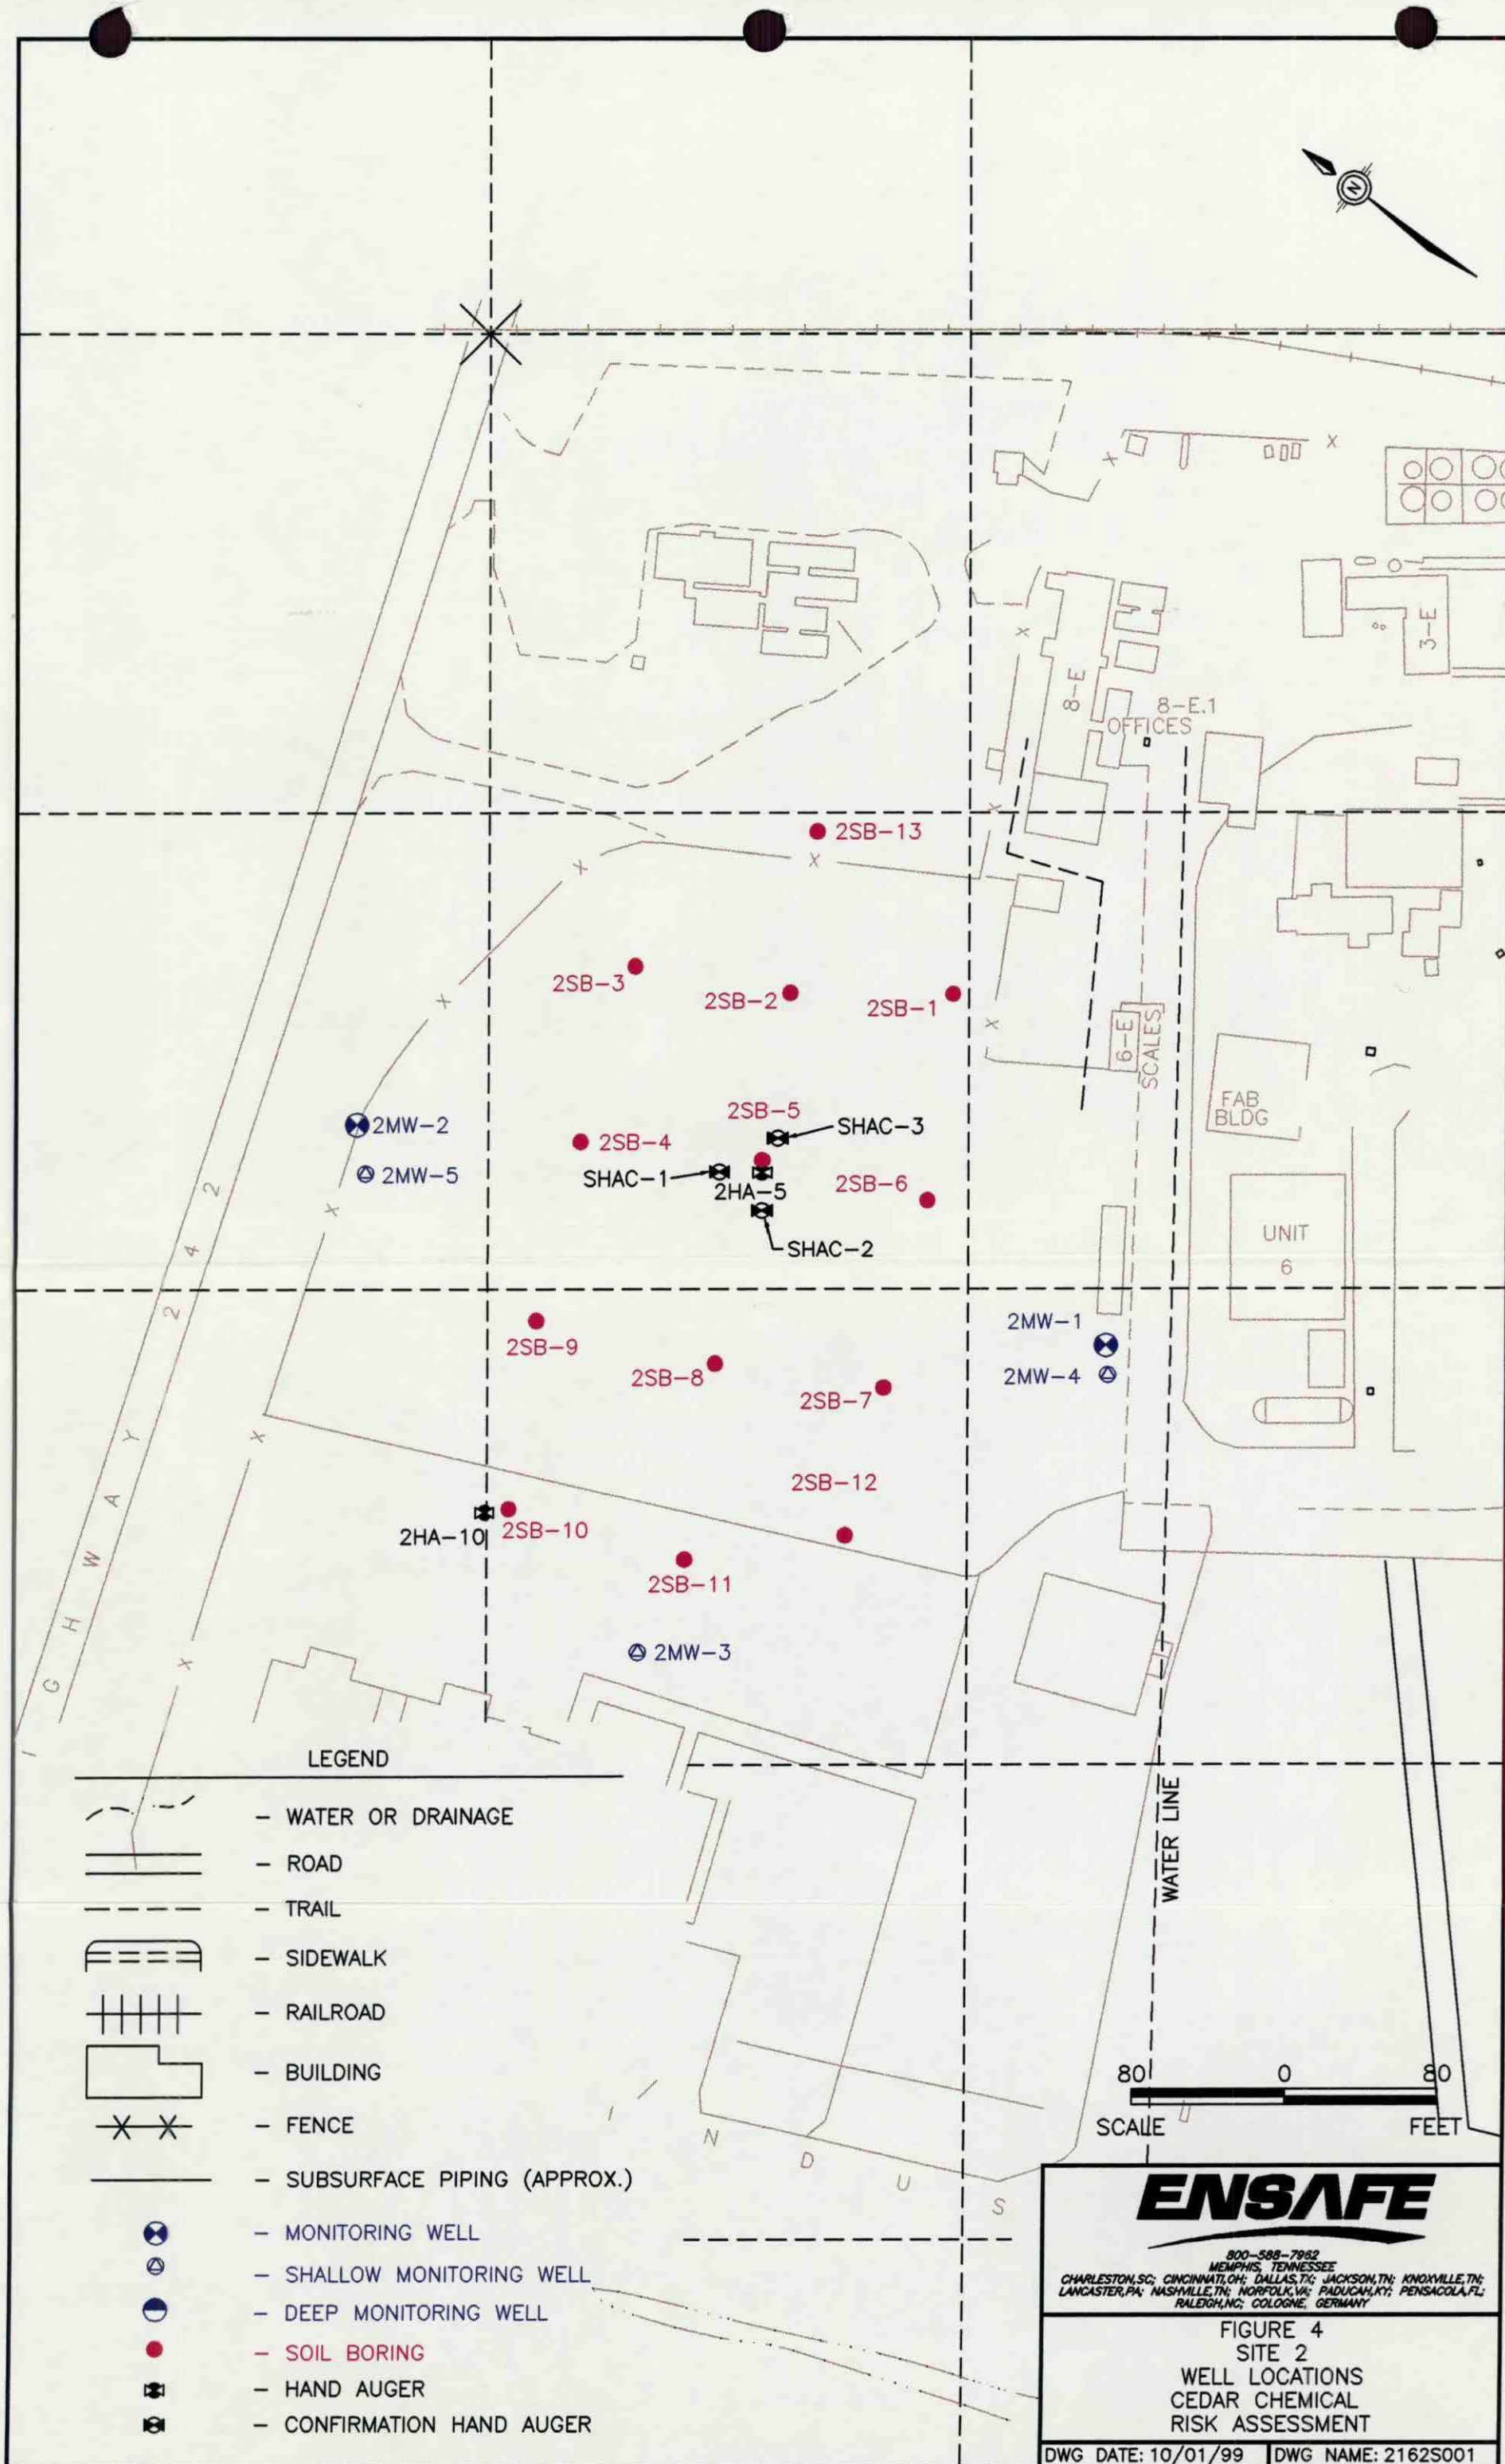 N
3-E
8-E
8-E.1
OFFICES
2SB-13
2SB-3
2SB-2
2SB-1
6-E
SCALES
FAB
BLDG
2MW-2
2MW-5
2SB-5
SHAC-3
2SB-4
SHAC-1
2HA-5
2SB-6
SHAC-2
UNIT
6
2MW-1
2MW-4
2SB-9
2SB-8
2SB-7
2SB-12
2HA-10
2SB-10
2SB-11
2MW-3
IGHWAY 242
WATER LINE
LEGEND
- WATER OR DRAINAGE
- ROAD
- TRAIL
- SIDEWALK
- RAILROAD
- BUILDING
- FENCE
- SUBSURFACE PIPING (APPROX.)
- MONITORING WELL
- SHALLOW MONITORING WELL
- DEEP MONITORING WELL
- SOIL BORING
- HAND AUGER
- CONFIRMATION HAND AUGER
I N D U S
80 0 80
SCALE FEET
ENSAFE
800-588-7962
MEMPHIS, TENNESSEE
CHARLESTON,SC; CINCINNATI,OH; DALLAS,TX; JACKSON,TN; KNOXVILLE,TN;
LANCASTER,PA; NASHVILLE,TN; NORFOLK,VA; PADUCAH,KY; PENSACOLA,FL;
RALEIGH,NC; COLOGNE, GERMANY
FIGURE 4
SITE 2
WELL LOCATIONS
CEDAR CHEMICAL
RISK ASSESSMENT
DWG DATE: 10/01/99 DWG NAME: 2162S001